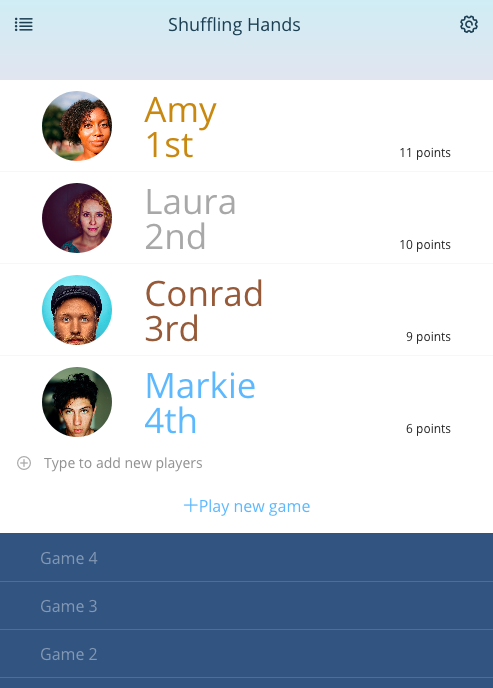 Shuffling Hands
Amy
1st
11 points
Laura
2nd
10 points
Conrad
3rd
9 points
Markie
4th
6 points
Type to add new players
+Play new game
Game 4
Game 3
Game 2